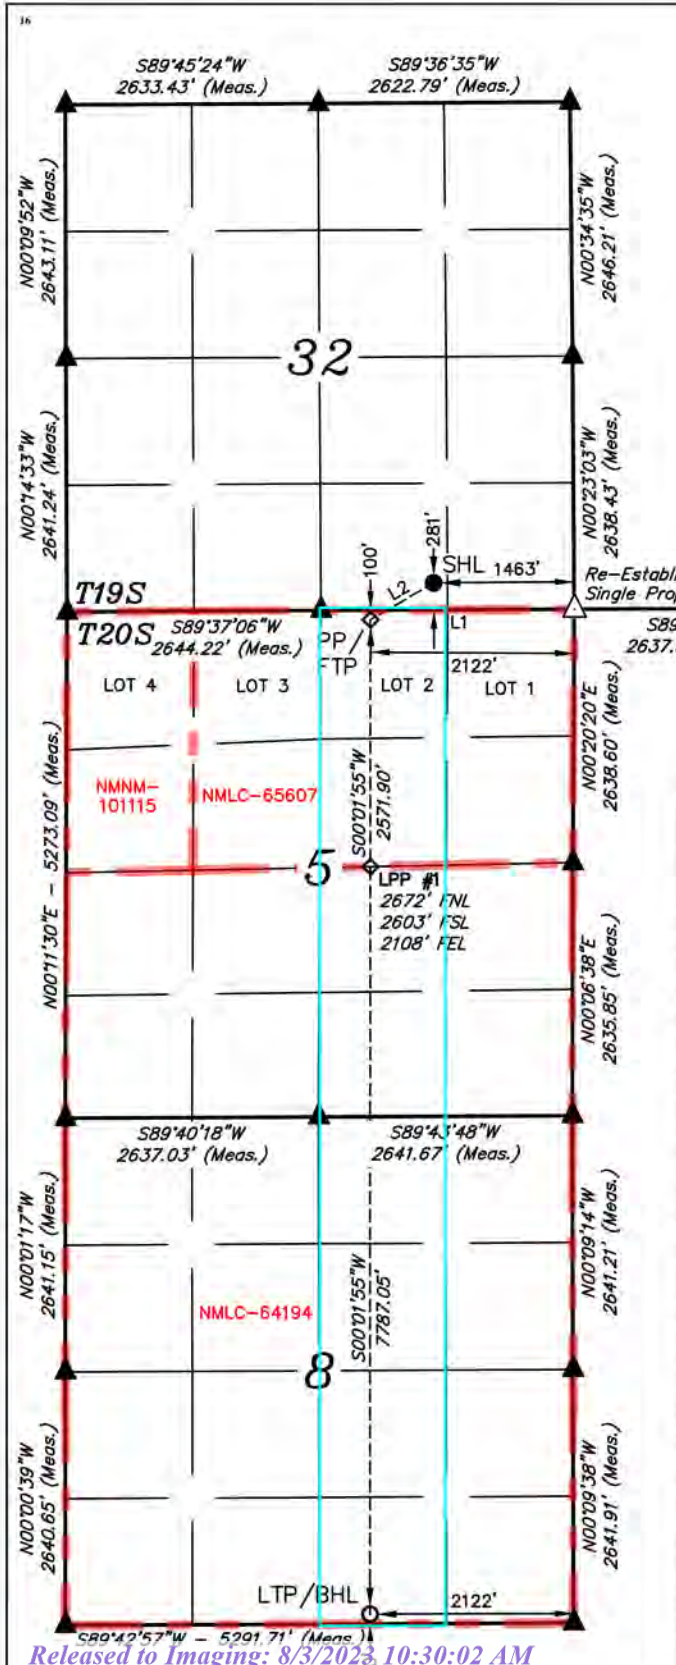 16
S89°45'24"W
2633.43' (Meas.)
S89°36'35"W
2622.79' (Meas.)
N00°09'52"W
2643.11' (Meas.)
N00°34'35"W
2646.21' (Meas.)
32
N00°14'33"W
2641.24' (Meas.)
N00°23'03"W
2638.43' (Meas.)
100'
281'
L2
SHL 1463'
Re-Establi
Single Prop
T19S
T20S
S89°37'06"W
2644.22' (Meas.)
PP/
FTP
L1
S89
2637.
2122'
LOT 4
LOT 3
LOT 2
LOT 1
N00°20'20"E
2638.60' (Meas.)
NMNM-
101115
NMLC-65607
S00°01'55"W
2571.90'
N00°11'30"E - 5273.09' (Meas.)
5
LPP #1
2672' FNL
2603' FSL
2108' FEL
N00°06'38"E
2635.85' (Meas.)
S89°40'18"W
2637.03' (Meas.)
S89°43'48"W
2641.67' (Meas.)
N00°01'17"W
2641.15' (Meas.)
N00°09'14"W
2641.21' (Meas.)
NMLC-64194
S00°01'55"W
7787.05'
8
N00°00'39"W
2640.65' (Meas.)
N00°09'38"W
2641.91' (Meas.)
LTP/BHL
2122'
S89°42'57"W - 5291.71' (Meas.)
Released to Imaging: 8/3/2023 10:30:02 AM